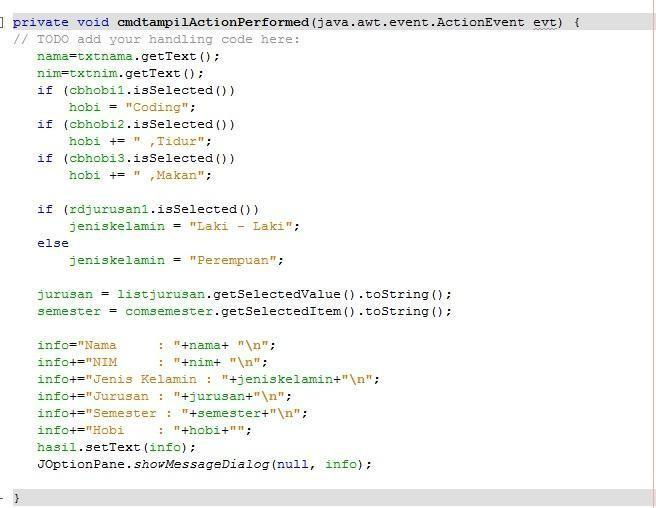 private void cmdtampilActionPerformed(java.awt.event.ActionEvent evt) {
// TODO add your handling code here:
nama=txtnama.getText();
nim=txtnim.getText();
if (cbhobi1.isSelected())
hobi = "Coding";
if (cbhobi2.isSelected())
hobi += " ,Tidur";
if (cbhobi3.isSelected())
hobi += " ,Makan";
if (rdjurusan1.isSelected())
jeniskelamin = "Laki - Laki";
else
jeniskelamin = "Perempuan";
jurusan = listjurusan.getSelectedValue().toString();
semester = comsemester.getSelectedItem().toString();
info="Nama     : "+nama+ "\n";
info+="NIM     : "+nim+ "\n";
info+="Jenis Kelamin : "+jeniskelamin+"\n";
info+="Jurusan : "+jurusan+"\n";
info+="Semester : "+semester+"\n";
info+="Hobi    : "+hobi+"";
hasil.setText(info);
JOptionPane.showMessageDialog(null, info);
}